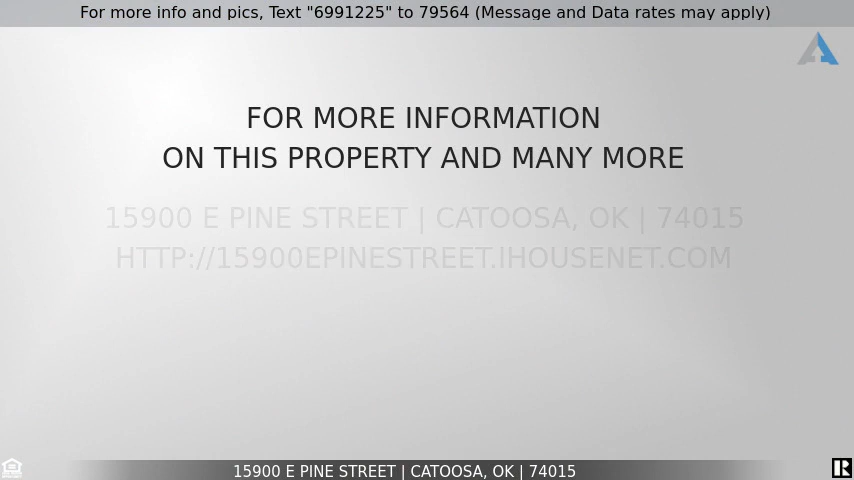 For more info and pics, Text "6991225" to 79564 (Message and Data rates may apply)
FOR MORE INFORMATION
ON THIS PROPERTY AND MANY MORE
15900 E PINE STREET | CATOOSA, OK | 74015
HTTP://15900EPINESTREET.IHOUSENET.COM
15900 E PINE STREET | CATOOSA, OK | 74015